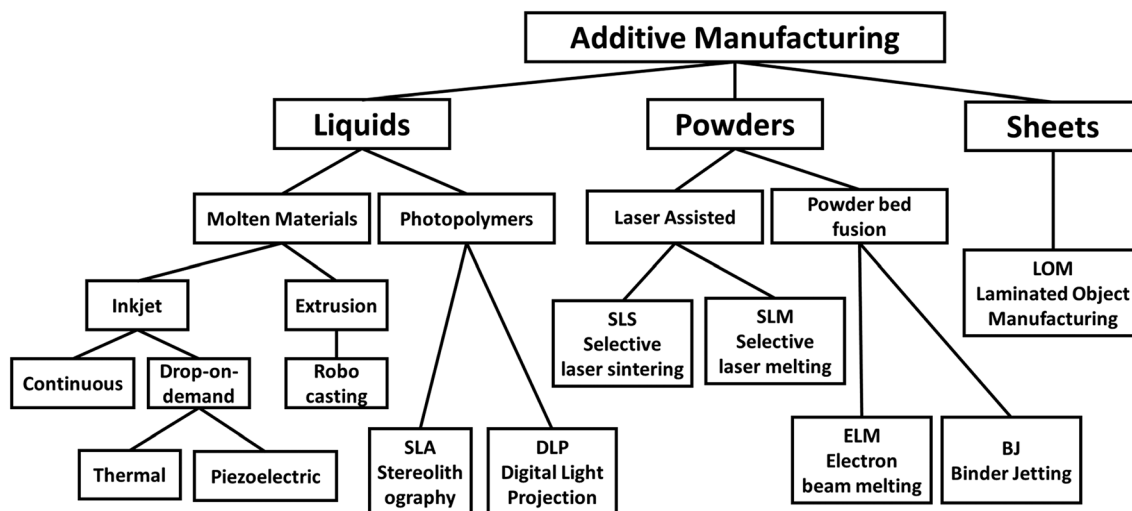 Additive Manufacturing
Liquids
Powders
Sheets
Molten Materials
Photopolymers
Laser Assisted
Powder bed
fusion
Inkjet
Extrusion
SLS
Selective
laser sintering
SLM
Selective
laser melting
LOM
Laminated Object
Manufacturing
Continuous
Drop-on-
demand
Robo
casting
Thermal
Piezoelectric
SLA
Stereolith
ography
DLP
Digital Light
Projection
ELM
Electron
beam melting
BJ
Binder Jetting